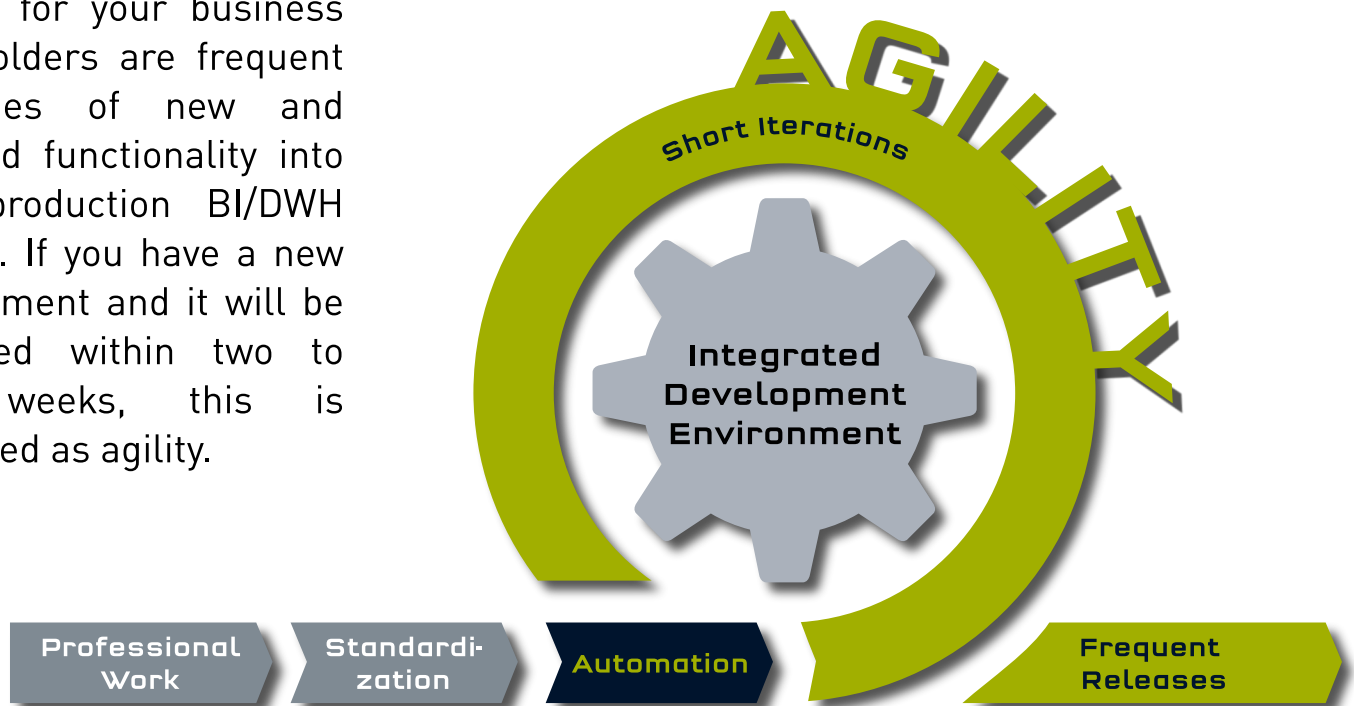 for your business
olders are frequent
es of new and
d functionality into
production BI/DWH
. If you have a new
ment and it will be
ed within two to
weeks, this is
ed as agility.
AGILITY
Short Iterations
Integrated
Development
Environment
Professional
Work
Standardi-
zation
Automation
Frequent
Releases